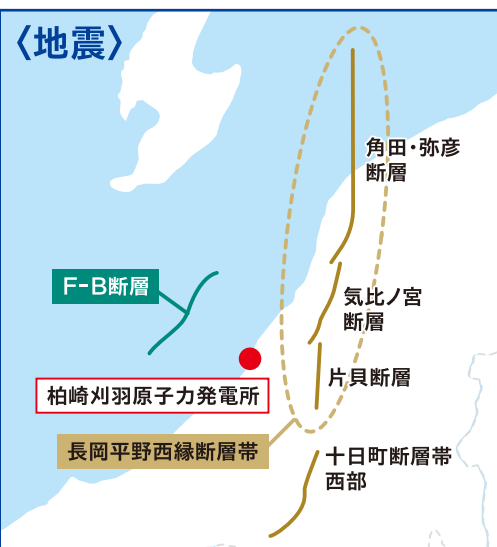 〈地震〉
角田・弥彦
断層
F-B断層
気比ノ宮
断層
片貝断層
柏崎刈羽原子力発電所
長岡平野西縁断層帯
十日町断層帯
西部